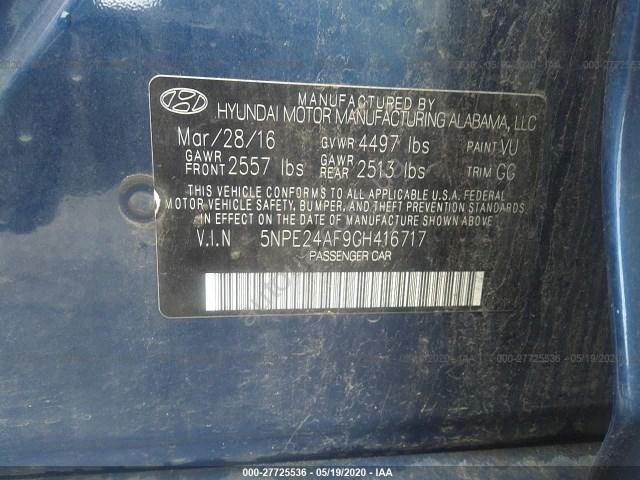 MANUFACTURED BY
HYUNDAI MOTOR MANUFACTURING ALABAMA, LLC
Mar/28/16 GVWR 4497 lbs PAINT VU
GAWR FRONT 2557 lbs GAWR REAR 2513 lbs TRIM GG
THIS VEHICLE CONFORMS TO ALL APPLICABLE U.S.A. FEDERAL
MOTOR VEHICLE SAFETY, BUMPER, AND THEFT PREVENTION STANDARDS
IN EFFECT ON THE DATE OF MANUFACTURE SHOWN ABOVE.
V.I.N 5NPE24AF9GH416717
PASSENGER CAR
000-27725536 - 05/19/2020 - IAA
000-27725536 - 05/19/2020 - IAA